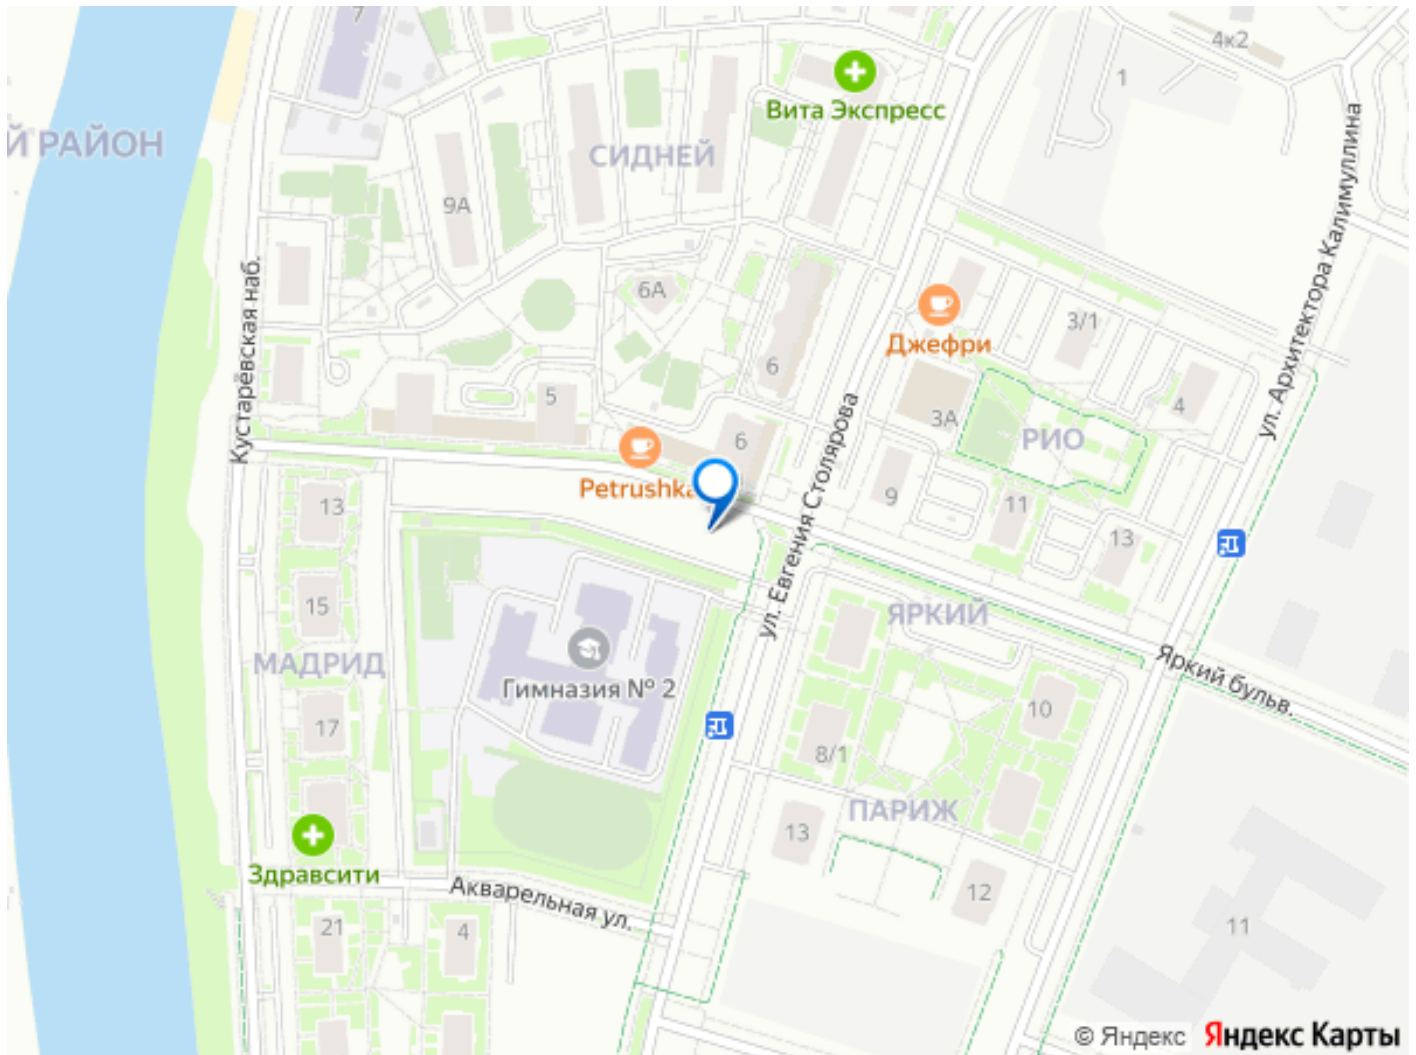 7
4к2
1
Вита Экспресс
Й РАЙОН
СИДНЕЙ
9А
ул. Архитектора Калимуллина
Кустарёвская наб.
6А
3/1
Джефри
6
5
4
3А
РИО
6
Petrushka
ул. Евгения Столярова
9
11
13
13
15
ЯРКИЙ
МАДРИД
Гимназия № 2
Яркий бульв.
10
17
8/1
ПАРИЖ
13
Здравсити
Акварельная ул.
12
21
4
11
© Яндекс Яндекс Карты